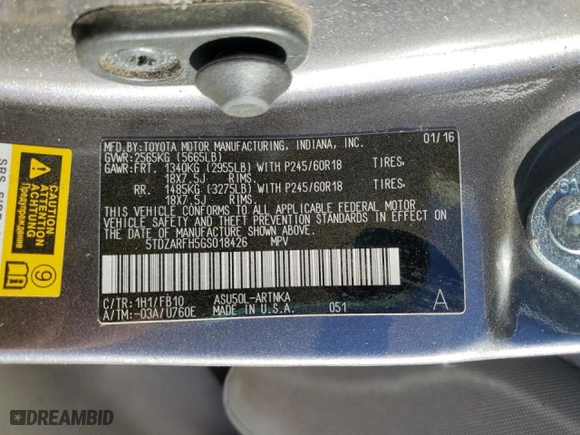 MFD.BY:TOYOTA MOTOR MANUFACTURING, INDIANA, INC. 01/16
GVWR:2565KG (5665LB)
GAWR:FRT. 1340KG (2955LB) WITH P245/60R18 TIRES,
18X7.5J RIMS
RR. 1485KG (3275LB) WITH P245/60R18 TIRES,
18X7.5J RIMS
THIS VEHICLE CONFORMS TO ALL APPLICABLE FEDERAL MOTOR
VEHICLE SAFETY AND THEFT PREVENTION STANDARDS IN EFFECT ON
THE DATE OF MANUFACTURE SHOWN ABOVE.
5TDZARFH5GS018426 MPV
C/TR:1H1/FB10 ASU50L-ARTNKA
A/TM:-03A/U760E MADE IN U.S.A. 051 A
CAUTION
ATTENTION
ACHTUNG
Предупреждение
9
SRS
DREAMBID